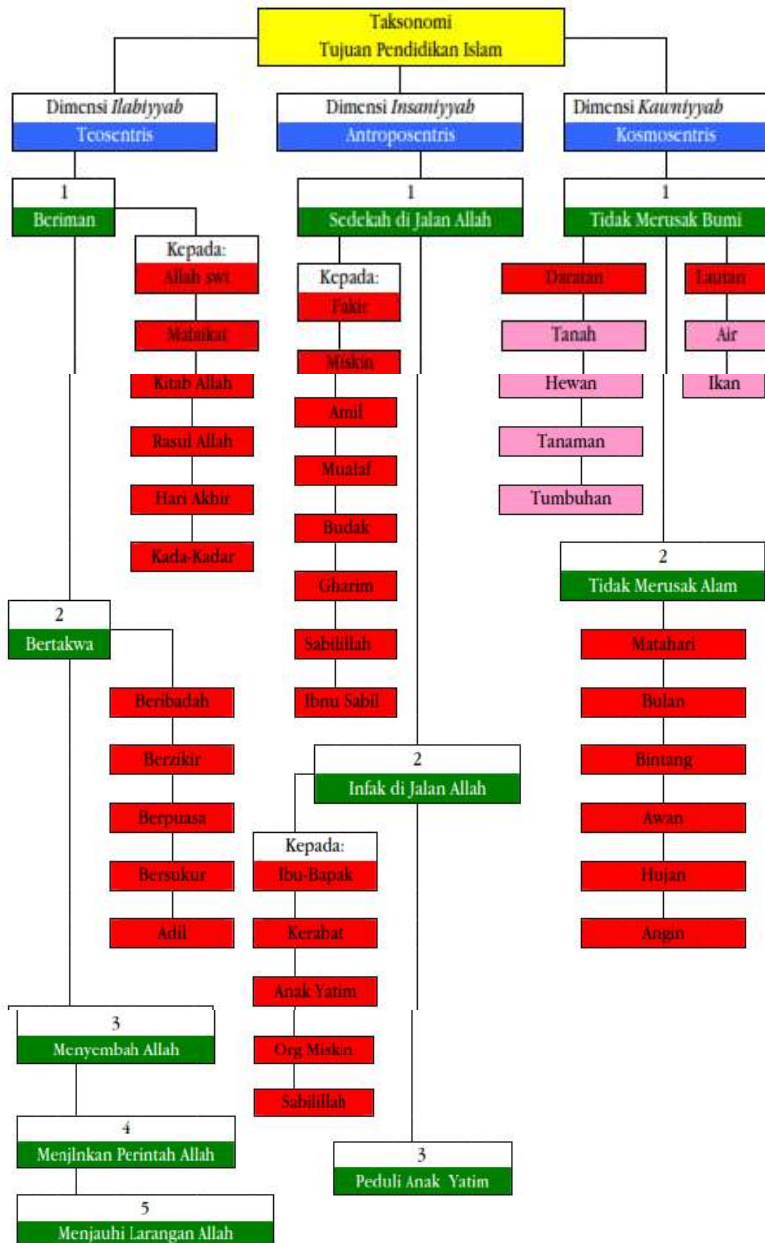 Taksonomi
Tujuan Pendidikan Islam
Dimensi Ilahiyyah
Teosentris
1
Beriman
Kepada:
Allah swt
Malaikat
Kitab Allah
Rasul Allah
Hari Akhir
Kada-Kadar
2
Bertakwa
Beribadah
Berzikir
Berpuasa
Bersukur
Adil
3
Menyembah Allah
4
Menjlnkan Perintah Allah
5
Menjauhi Larangan Allah
Dimensi Insaniyyah
Antroposentris
1
Sedekah di Jalan Allah
Kepada:
Fakir
Miskin
Amil
Mualaf
Budak
Gharim
Sabilillah
Ibnu Sabil
2
Infak di Jalan Allah
Kepada:
Ibu-Bapak
Kerabat
Anak Yatim
Org Miskin
Sabilillah
3
Peduli Anak Yatim
Dimensi Kawniyyah
Kosmosentris
1
Tidak Merusak Bumi
Daratan
Tanah
Hewan
Tanaman
Tumbuhan
Lautan
Air
Ikan
2
Tidak Merusak Alam
Matahari
Bulan
Bintang
Awan
Hujan
Angin